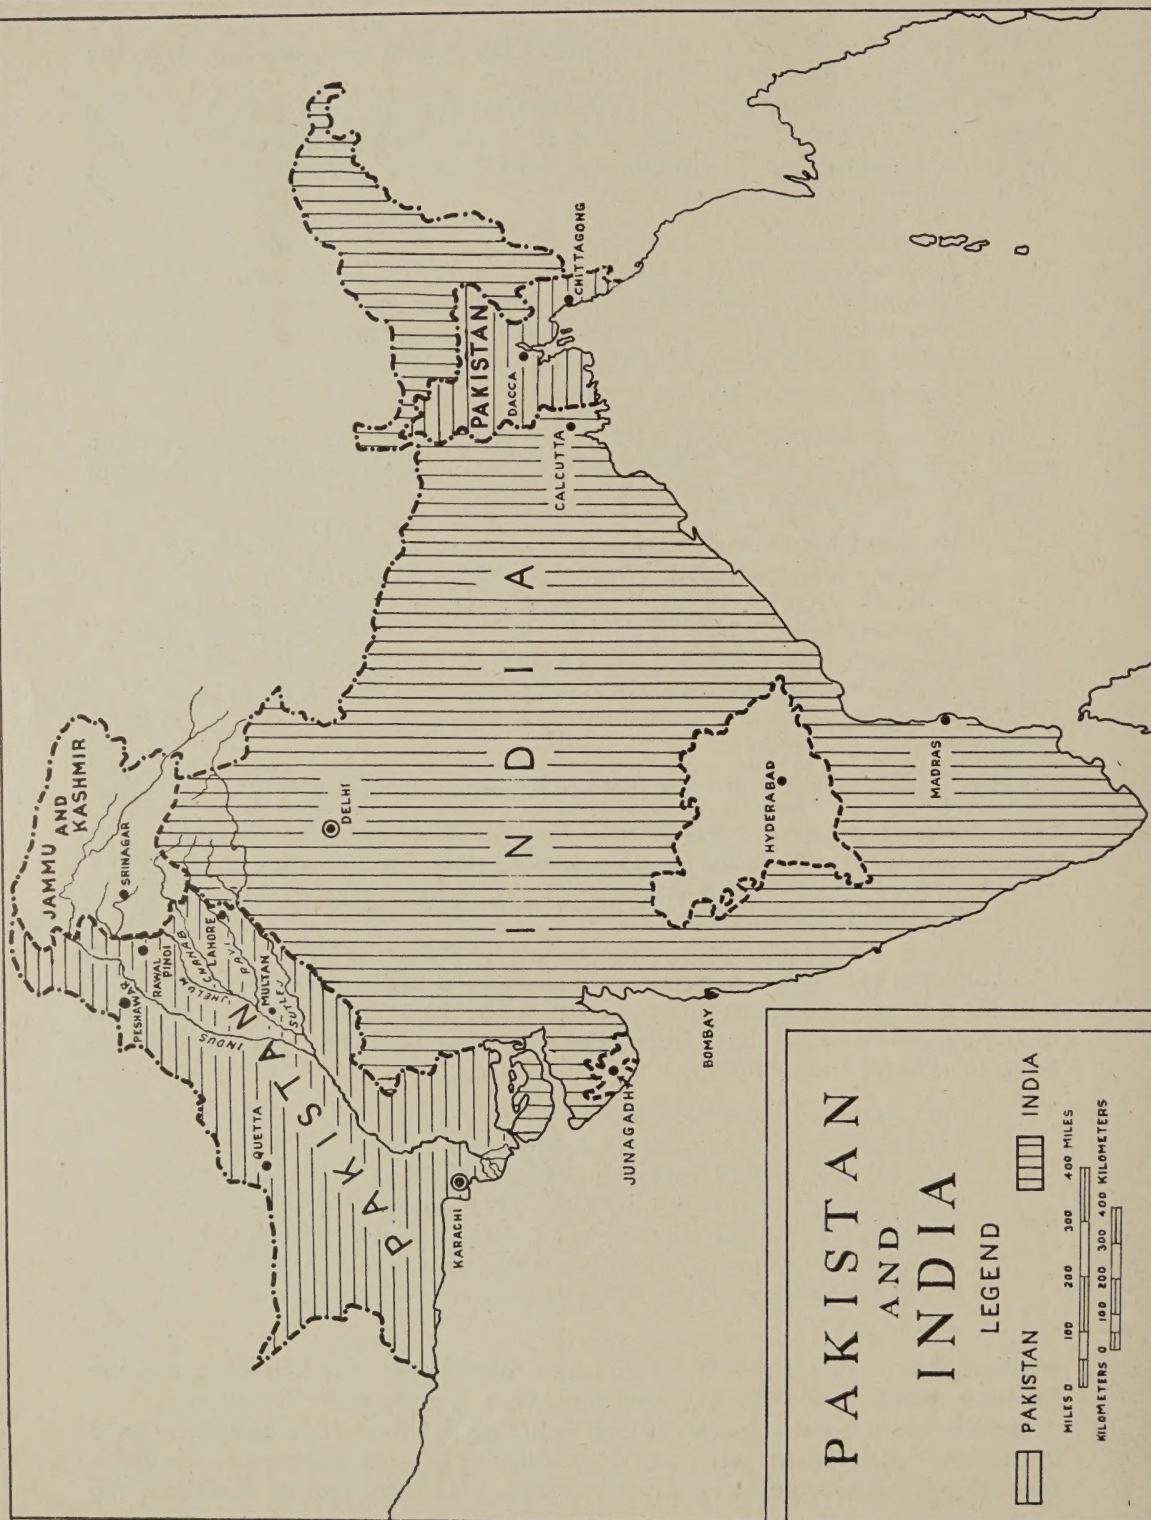 PAKISTAN
AND
INDIA
LEGEND
PAKISTAN
INDIA
MILES 0 100 200 300 400 MILES
KILOMETERS 0 100 200 300 400 KILOMETERS
JAMMU AND
KASHMIR
SRINAGAR
PESHAWAR
RAWAL
PINDI
JHELUM
CHANAB
LAHORE
RAVI
MULTAN
SUTLEJ
INDUS
QUETTA
PAKISTAN
KARACHI
DELHI
INDIA
JUNAGADH
BOMBAY
HYDERABAD
MADRAS
CALCUTTA
PAKISTAN
DACCA
CHITTAGONG